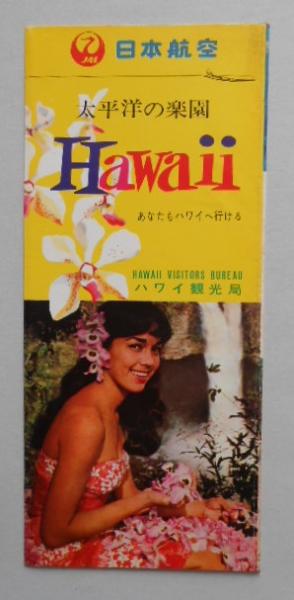 JAL 日本航空
太平洋の楽園
Hawaii
あなたもハワイへ行ける
HAWAII VISITORS BUREAU
ハワイ観光局